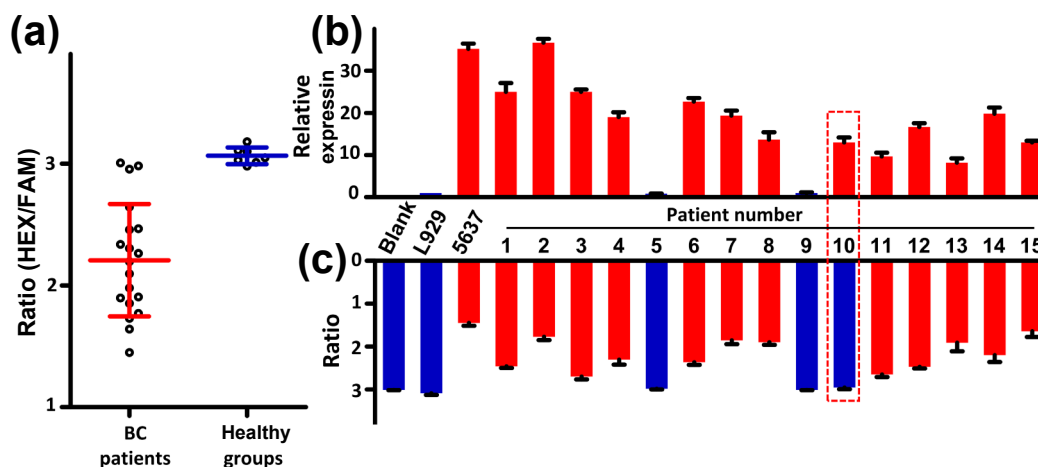 (a)
Ratio (HEX/FAM)
3
2
1
BC
patients
Healthy
groups
(b)
Relative
expressin
30
20
10
0
Blank
L929
5637
Patient number
1 2 3 4 5 6 7 8 9 10 11 12 13 14 15
(c)
Ratio
0
1
2
3